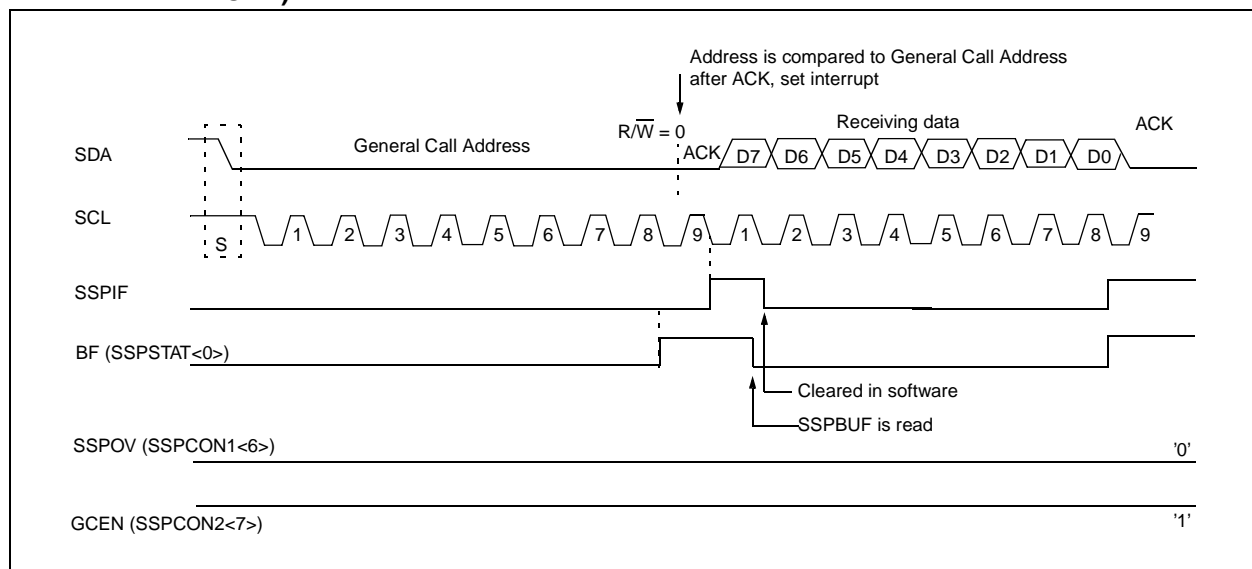 Address is compared to General Call Address
after ACK, set interrupt
R/W̅ = 0
Receiving data
ACK
SDA
General Call Address
ACK
D7 D6 D5 D4 D3 D2 D1 D0
SCL
S
1 2 3 4 5 6 7 8 9 1 2 3 4 5 6 7 8 9
SSPIF
BF (SSPSTAT<0>)
Cleared in software
SSPBUF is read
SSPOV (SSPCON1<6>)
'0'
GCEN (SSPCON2<7>)
'1'